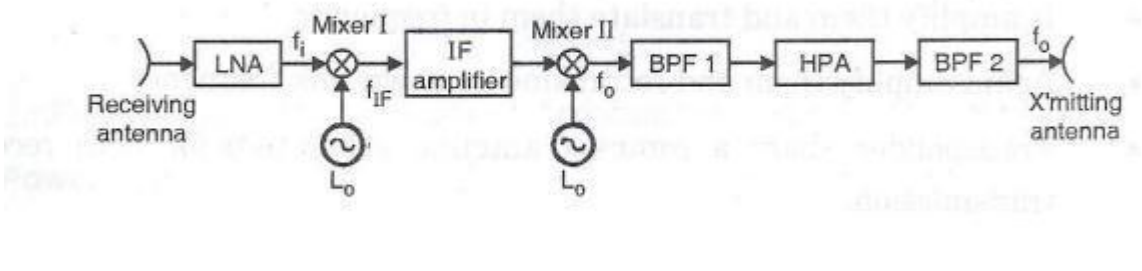 Mixer I
Mixer II
LNA
f_i
IF
amplifier
f_IF
f_o
BPF 1
HPA
BPF 2
f_o
Receiving
antenna
X'mitting
antenna
L_o
L_o